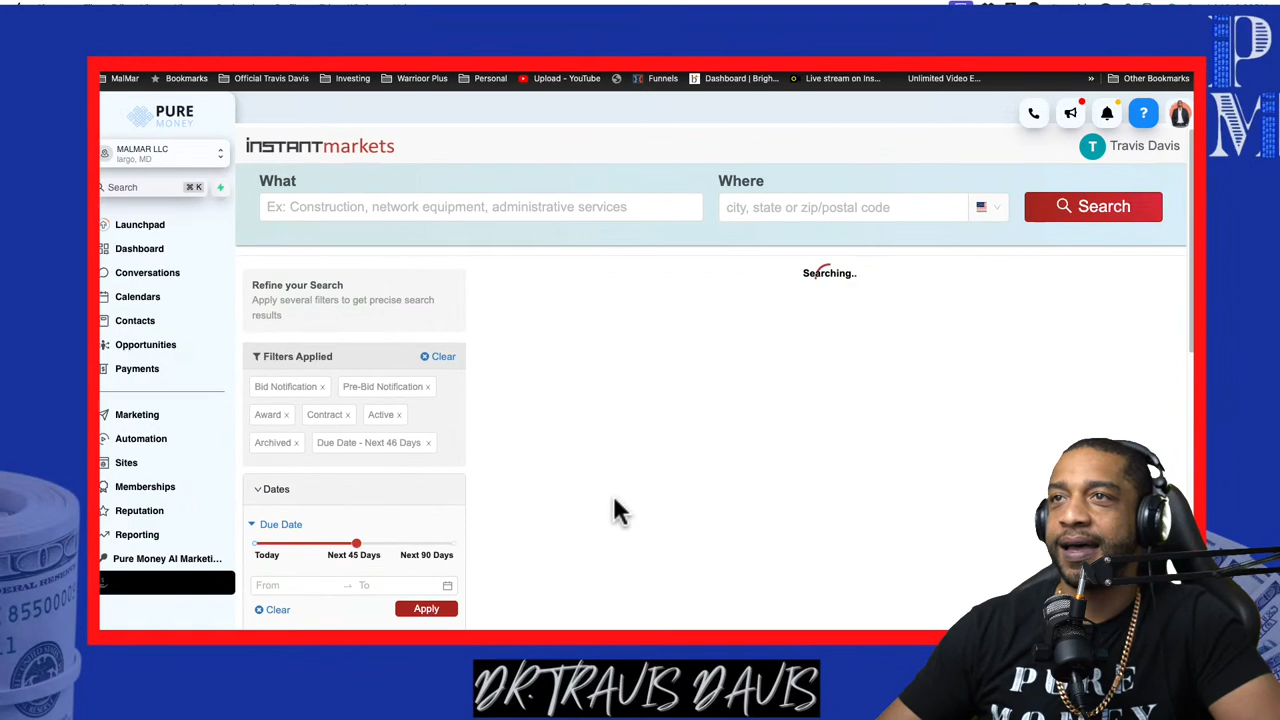 MalMar
Bookmarks
Official Travis Davis
Investing
Warrioor Plus
Personal
Upload - YouTube
Funnels
Dashboard | Brigh...
Live stream on Ins...
Unlimited Video E...
»
Other Bookmarks
P
M
PURE
MONEY
MALMAR LLC
largo, MD
Search
⌘ K
Launchpad
Dashboard
Conversations
Calendars
Contacts
Opportunities
Payments
Marketing
Automation
Sites
Memberships
Reputation
Reporting
Pure Money AI Marketi...
?
instantmarkets
T
Travis Davis
What
Where
Ex: Construction, network equipment, administrative services
city, state or zip/postal code
Search
Searching..
Refine your Search
Apply several filters to get precise search
results
Filters Applied
Clear
Bid Notification x
Pre-Bid Notification x
Award x
Contract x
Active x
Archived x
Due Date - Next 46 Days x
Dates
Due Date
Today
Next 45 Days
Next 90 Days
From → To
Clear
Apply
DR. TRAVIS DAVIS
PURE
MONEY